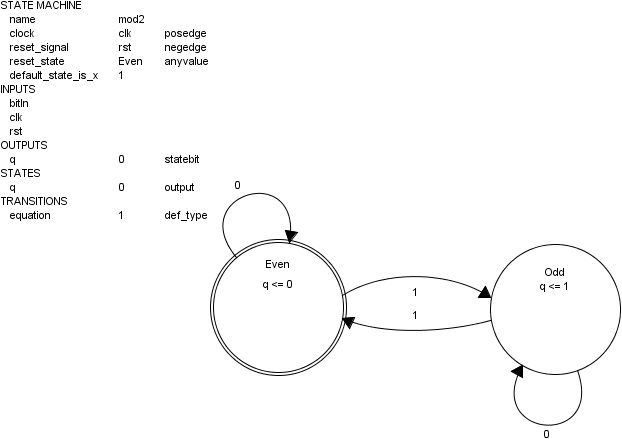 STATE MACHINE
name mod2
clock clk posedge
reset_signal rst negedge
reset_state Even anyvalue
default_state_is_x 1
INPUTS
bitIn
clk
rst
OUTPUTS
q 0 statebit
STATES
q 0 output
TRANSITIONS
equation 1 def_type
0
Even
q <= 0
1
1
Odd
q <= 1
0